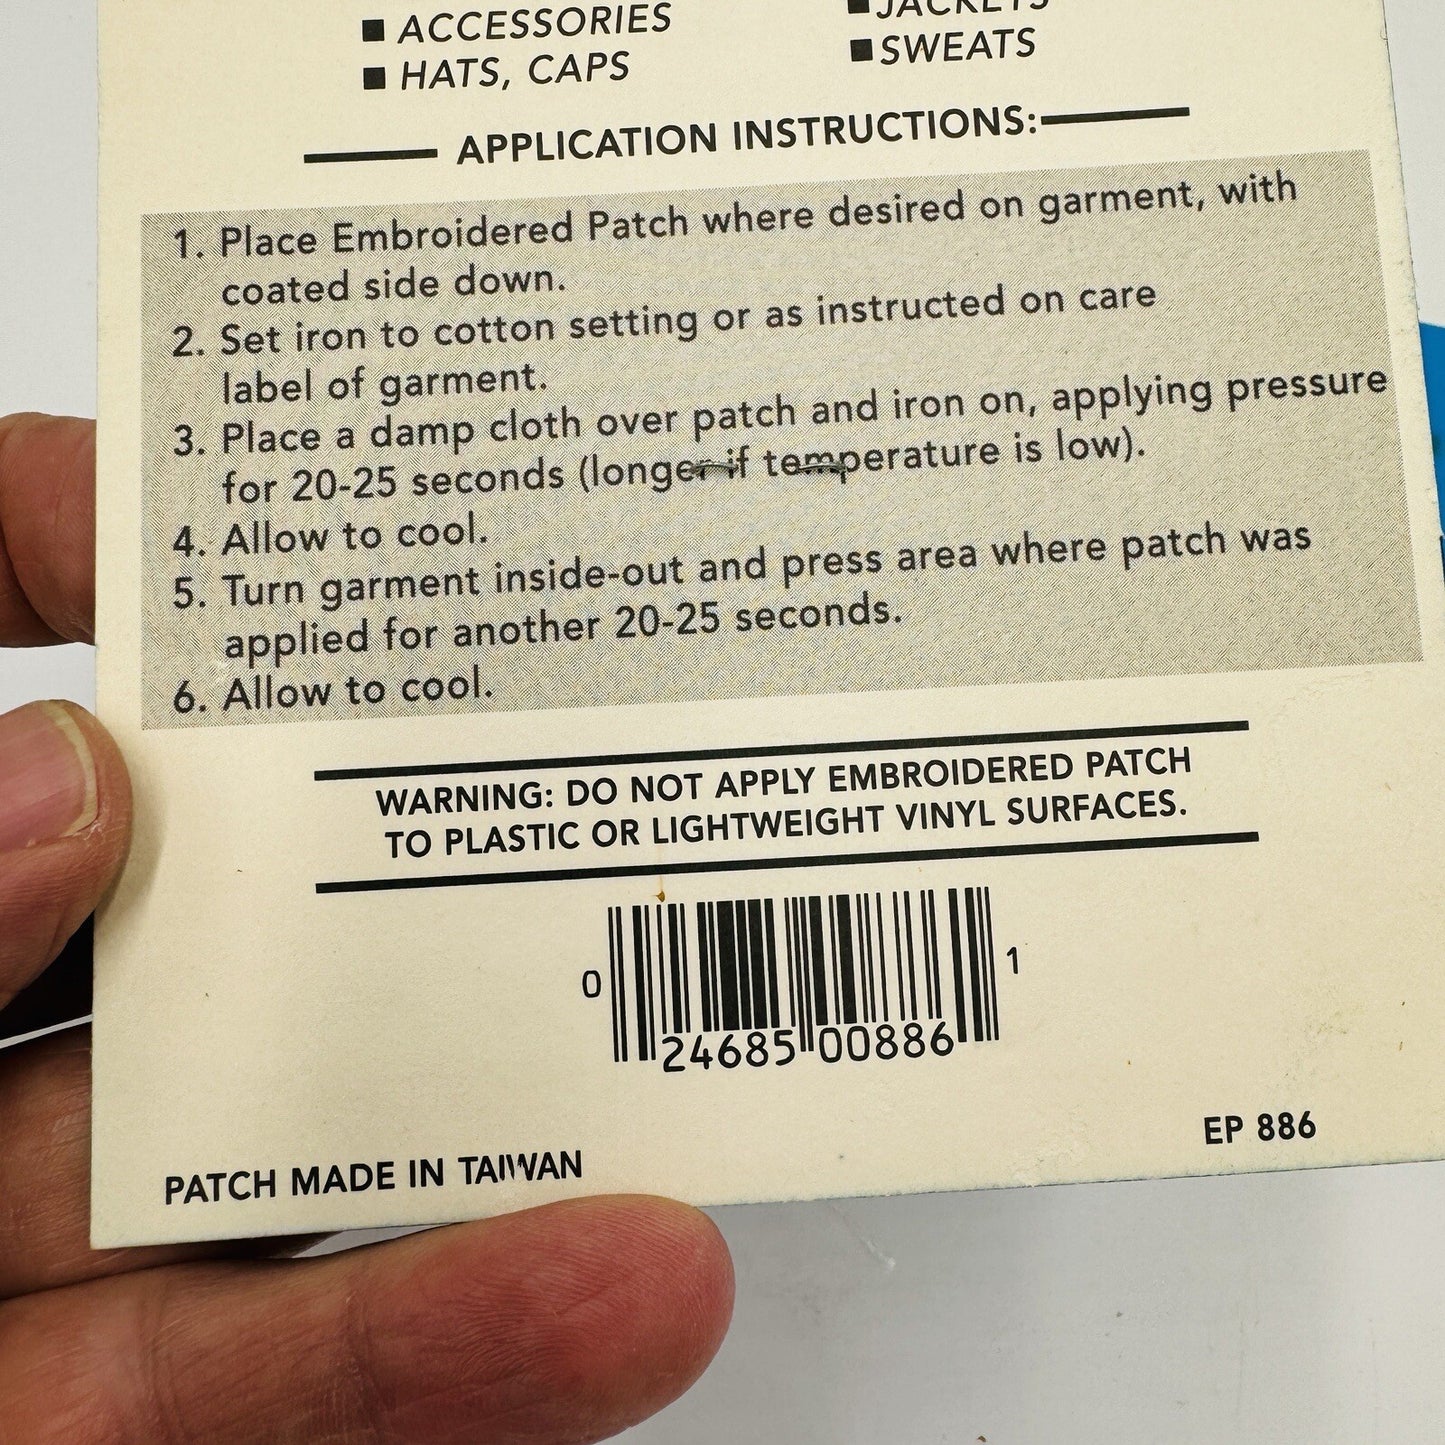 ■ ACCESSORIES
■ HATS, CAPS
■ JACKETS
■ SWEATS
APPLICATION INSTRUCTIONS:
1. Place Embroidered Patch where desired on garment, with
coated side down.
2. Set iron to cotton setting or as instructed on care
label of garment.
3. Place a damp cloth over patch and iron on, applying pressure
for 20-25 seconds (longer if temperature is low).
4. Allow to cool.
5. Turn garment inside-out and press area where patch was
applied for another 20-25 seconds.
6. Allow to cool.
WARNING: DO NOT APPLY EMBROIDERED PATCH
TO PLASTIC OR LIGHTWEIGHT VINYL SURFACES.
0 24685 00886 1
EP 886
PATCH MADE IN TAIWAN